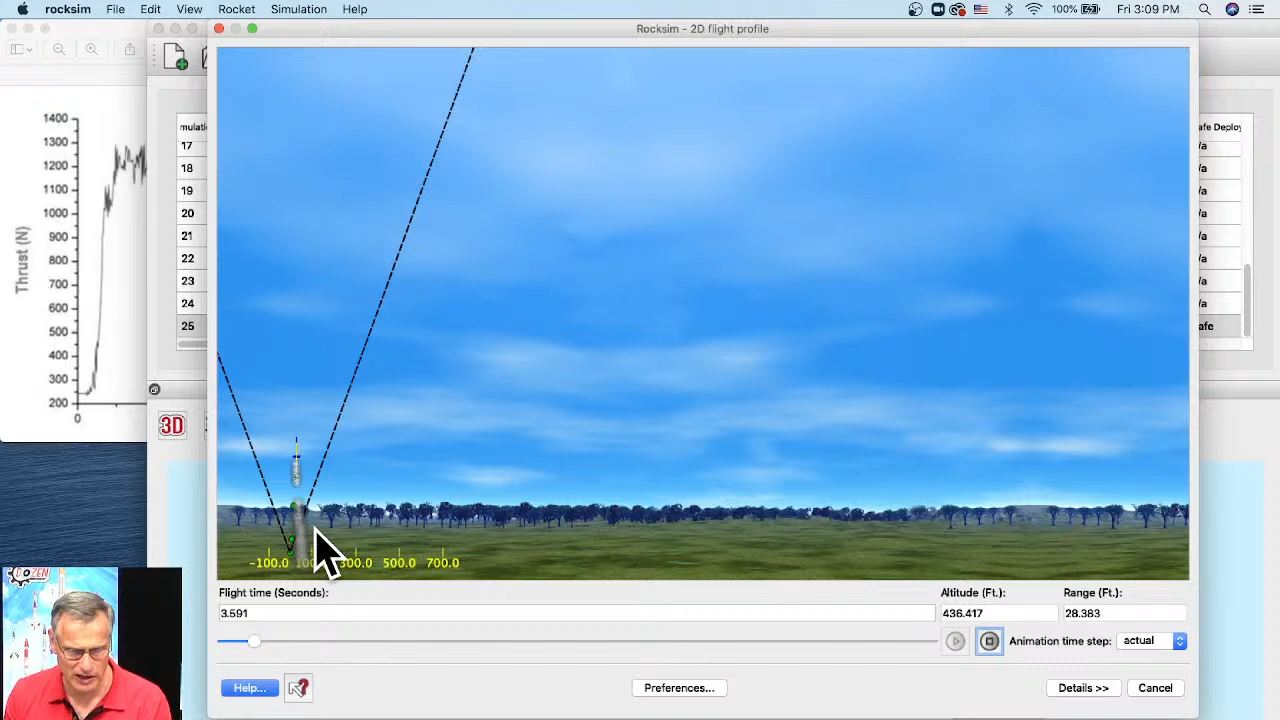 rocksim File Edit View Rocket Simulation Help 100% Fri 3:09 PM
Rocksim - 2D flight profile
1400
1300
1200
1100
1000
900
800
700
600
500
400
300
200
0
Thrust (N)
17
18
19
20
21
22
23
24
25
3D
-100.0 300.0 500.0 700.0
Flight time (Seconds):
Altitude (Ft.):
Range (Ft.):
3.591
436.417
28.383
Animation time step:
actual
Help...
Preferences...
Details >>
Cancel